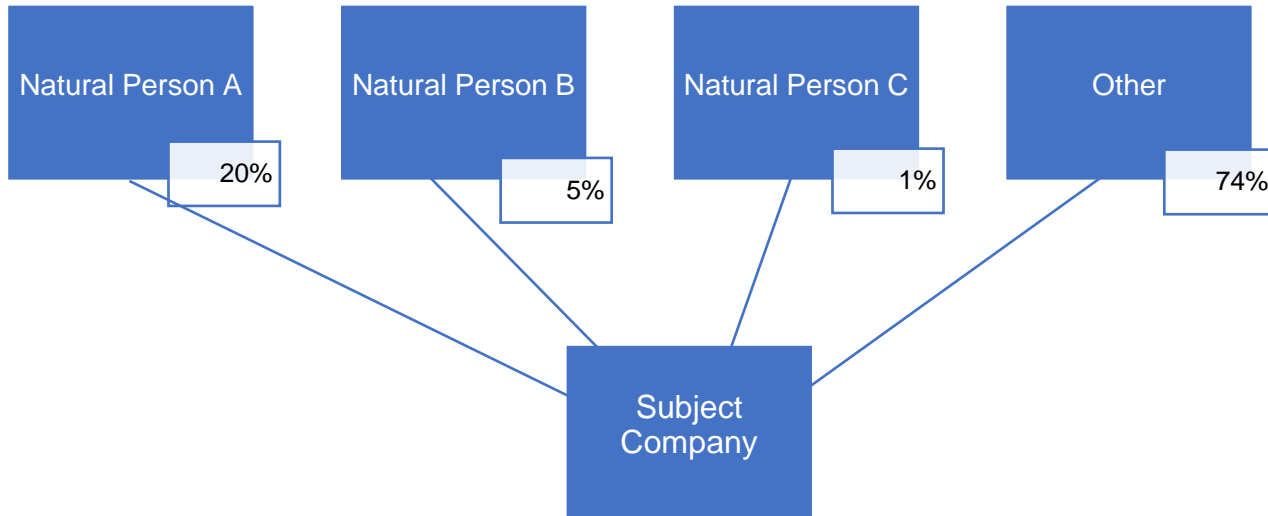 Natural Person A
20%
Natural Person B
5%
Natural Person C
1%
Other
74%
Subject
Company